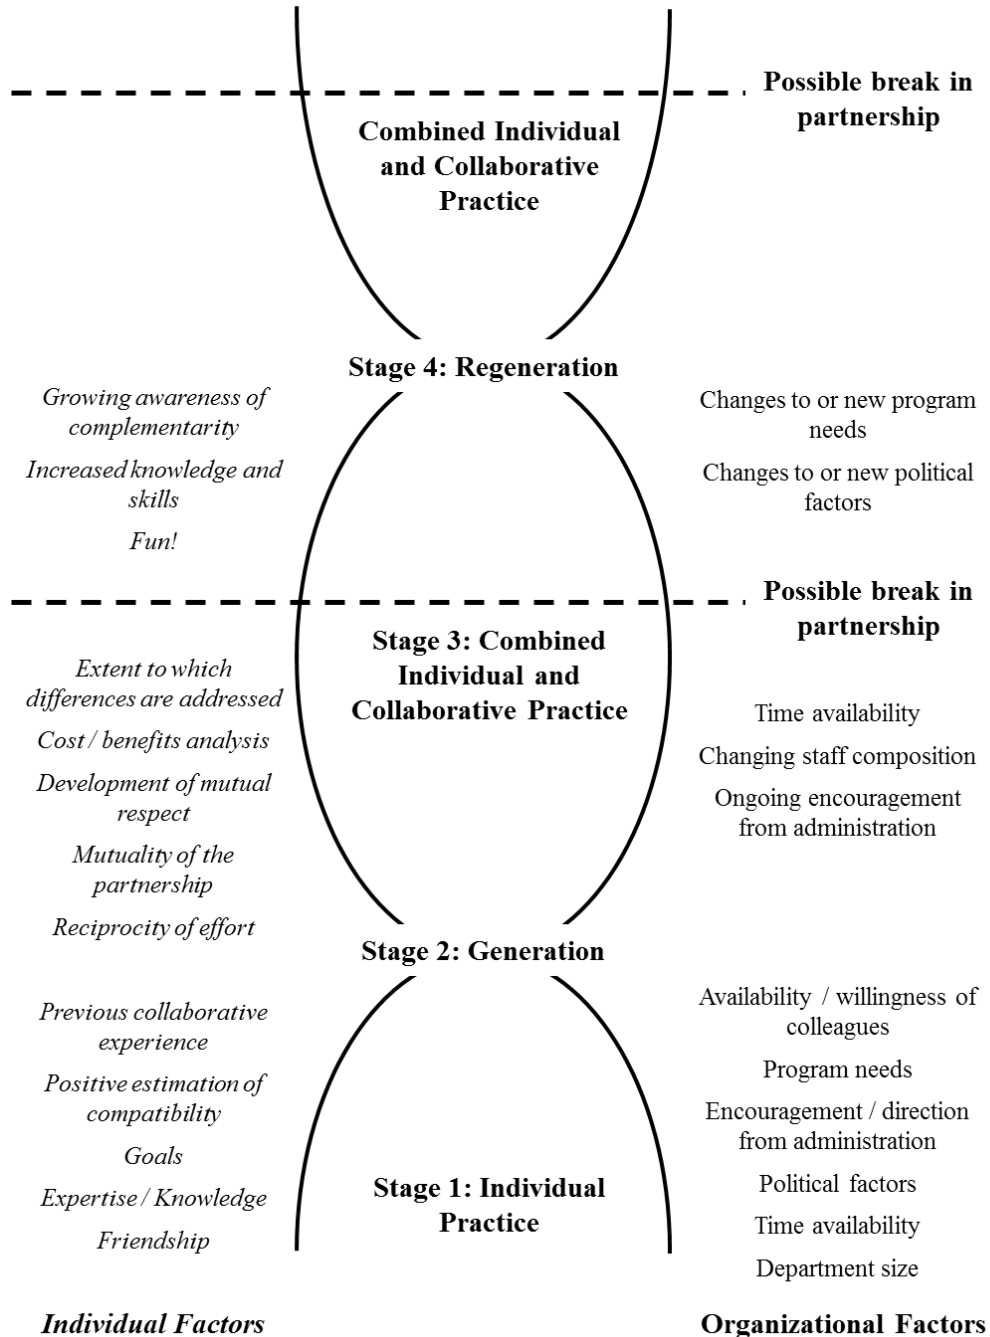 Possible break in
partnership
Combined Individual
and Collaborative
Practice
Stage 4: Regeneration
Growing awareness of
complementarity
Increased knowledge and
skills
Fun!
Changes to or new program
needs
Changes to or new political
factors
Possible break in
partnership
Stage 3: Combined
Individual and
Collaborative Practice
Extent to which
differences are addressed
Cost / benefits analysis
Development of mutual
respect
Mutuality of the
partnership
Reciprocity of effort
Time availability
Changing staff composition
Ongoing encouragement
from administration
Stage 2: Generation
Previous collaborative
experience
Positive estimation of
compatibility
Goals
Expertise / Knowledge
Friendship
Availability / willingness of
colleagues
Program needs
Encouragement / direction
from administration
Political factors
Time availability
Department size
Stage 1: Individual
Practice
Individual Factors
Organizational Factors